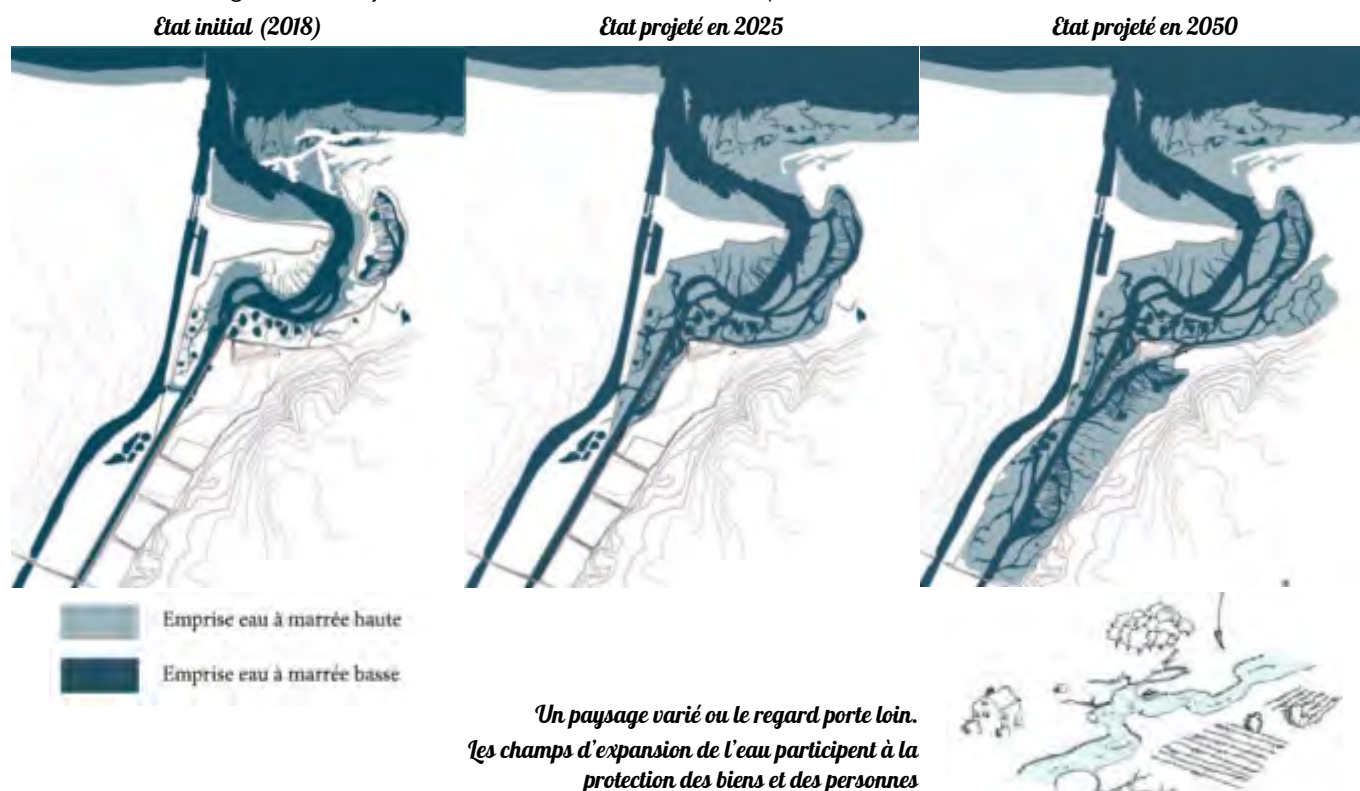 Etat initial (2018)
Etat projeté en 2025
Etat projeté en 2050
Emprise eau à marrée haute
Emprise eau à marrée basse
Un paysage varié ou le regard porte loin.
Les champs d'expansion de l'eau participent à la
protection des biens et des personnes